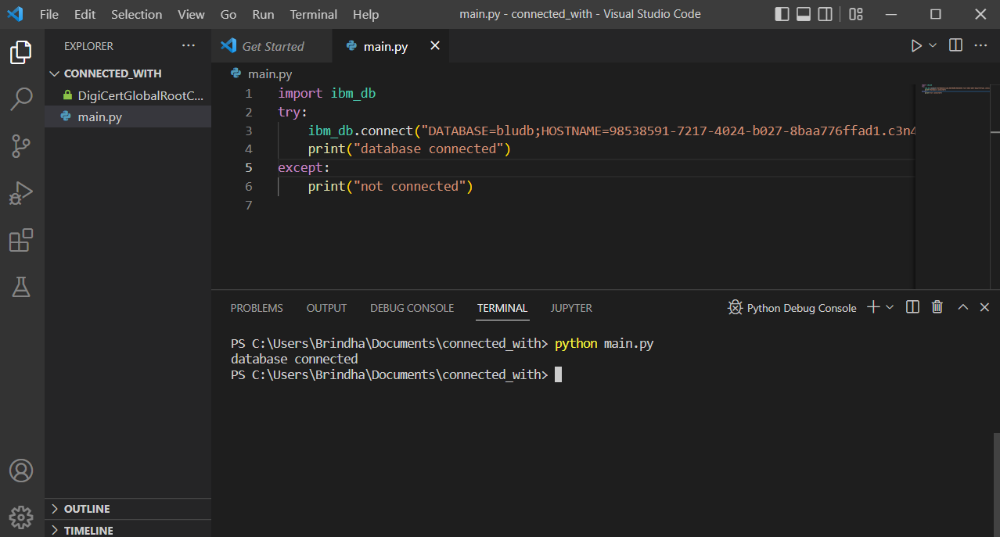 File Edit Selection View Go Run Terminal Help main.py - connected_with - Visual Studio Code
EXPLORER ...
Get Started main.py
CONNECTED_WITH
DigiCertGlobalRootC...
main.py
main.py
1 import ibm_db
2 try:
3 ibm_db.connect("DATABASE=bludb;HOSTNAME=98538591-7217-4024-b027-8baa776ffad1.c3n4
4 print("database connected")
5 except:
6 print("not connected")
7
PROBLEMS OUTPUT DEBUG CONSOLE TERMINAL JUPYTER Python Debug Console
PS C:\Users\Brindha\Documents\connected_with> python main.py
database connected
PS C:\Users\Brindha\Documents\connected_with>
OUTLINE
TIMELINE